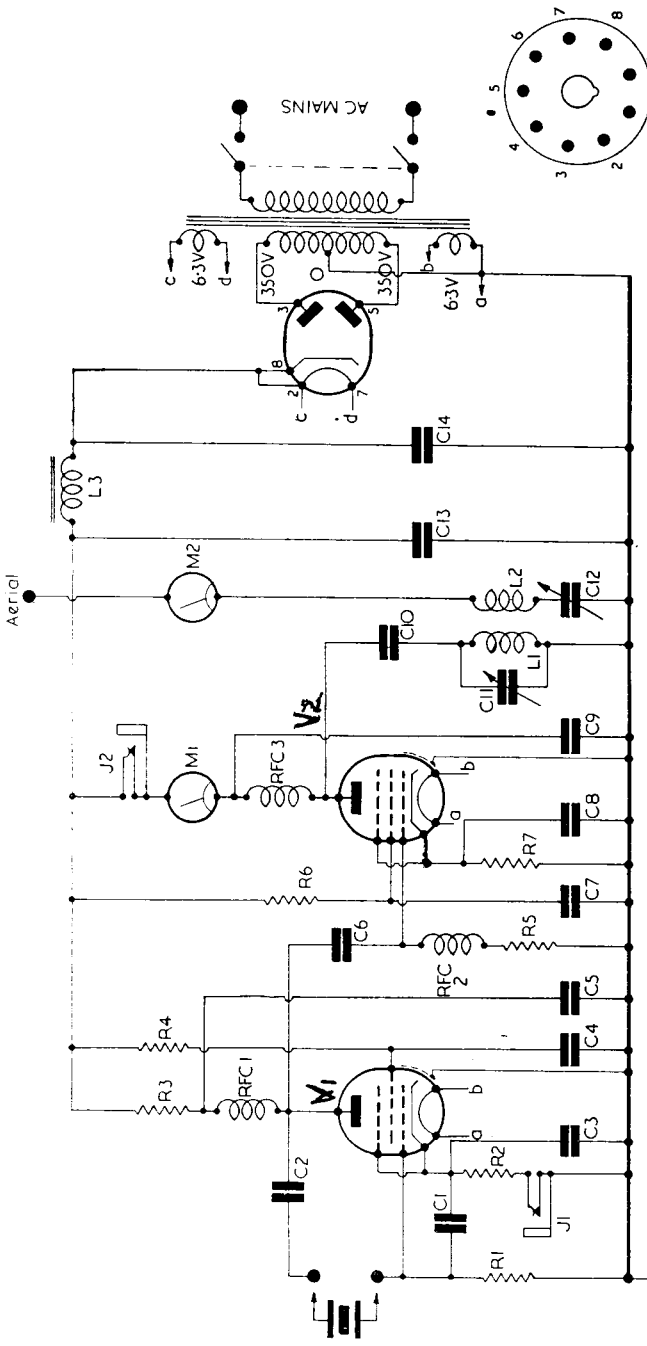 Aerial
AC MAINS
J2
M1
M2
L3
c
6·3V
d
350V
O
350V
6·3V
b
a
3
5
8
2
7
c
d
R3
R4
RFC1
V1
C2
a
b
C1
R1
R2
J1
C3
C4
C5
C6
RFC
2
R5
R6
C7
RFC3
V2
a
b
R7
C8
C9
C10
C11
L1
L2
C12
C13
C14
2
3
4
5
6
7
8